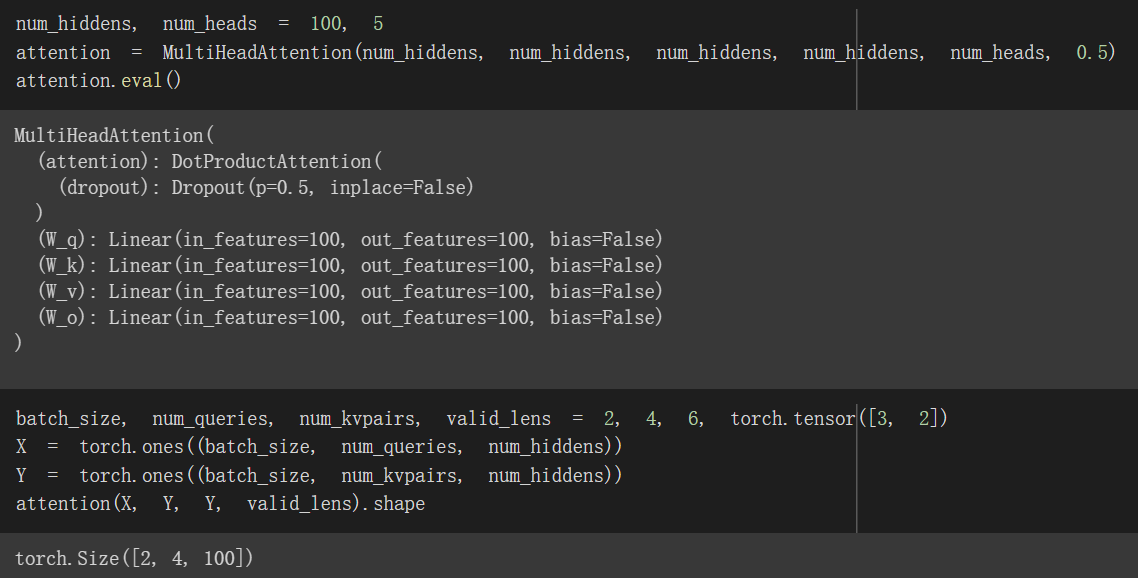 num_hiddens, num_heads = 100, 5
attention = MultiHeadAttention(num_hiddens, num_hiddens, num_hiddens, num_hiddens, num_heads, 0.5)
attention.eval()
MultiHeadAttention(
  (attention): DotProductAttention(
    (dropout): Dropout(p=0.5, inplace=False)
  )
  (W_q): Linear(in_features=100, out_features=100, bias=False)
  (W_k): Linear(in_features=100, out_features=100, bias=False)
  (W_v): Linear(in_features=100, out_features=100, bias=False)
  (W_o): Linear(in_features=100, out_features=100, bias=False)
)
batch_size, num_queries, num_kvpairs, valid_lens = 2, 4, 6, torch.tensor([3, 2])
X = torch.ones((batch_size, num_queries, num_hiddens))
Y = torch.ones((batch_size, num_kvpairs, num_hiddens))
attention(X, Y, Y, valid_lens).shape
torch.Size([2, 4, 100])